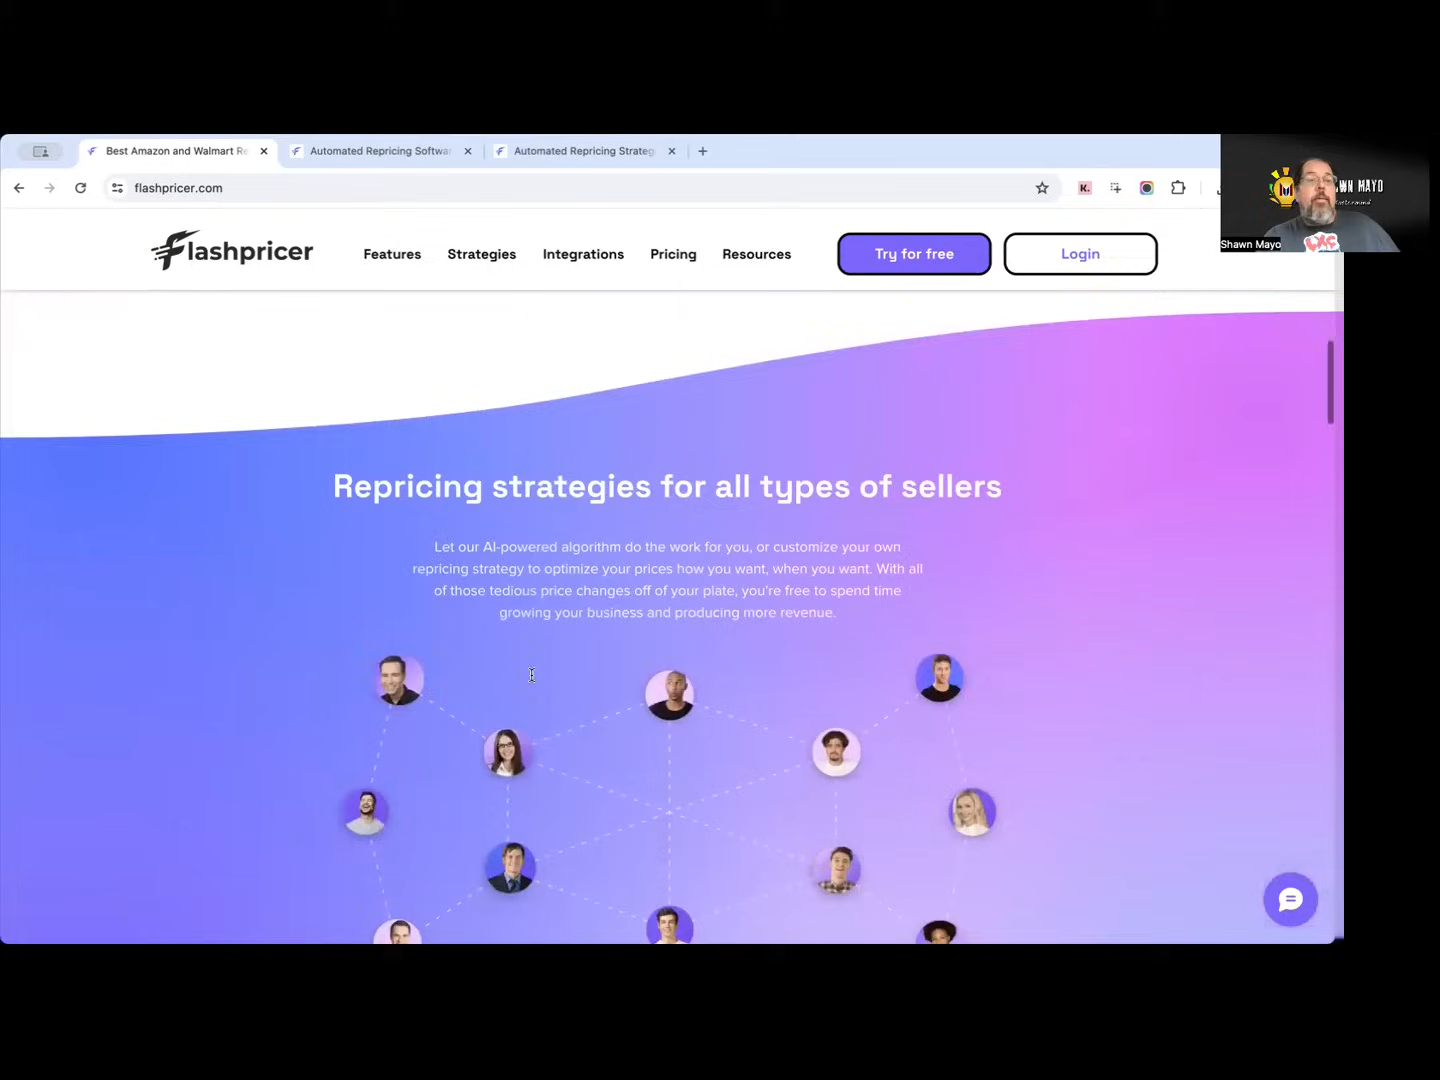 Best Amazon and Walmart Re
Automated Repricing Softwar
Automated Repricing Strateg
flashpricer.com
K.
WN MAYO
Shawn Mayo
Flashpricer
Features
Strategies
Integrations
Pricing
Resources
Try for free
Login
Repricing strategies for all types of sellers
Let our AI-powered algorithm do the work for you, or customize your own
repricing strategy to optimize your prices how you want, when you want. With all
of those tedious price changes off of your plate, you're free to spend time
growing your business and producing more revenue.